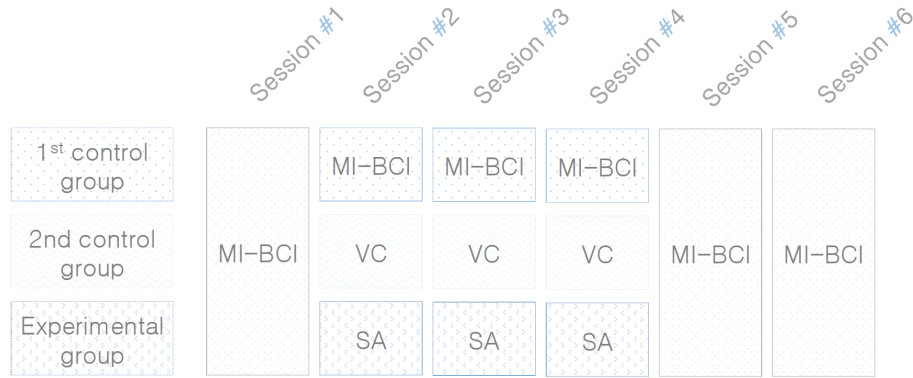 Session #1
Session #2
Session #3
Session #4
Session #5
Session #6
1st control
group
MI-BCI
MI-BCI
MI-BCI
2nd control
group
MI-BCI
VC
VC
VC
MI-BCI
MI-BCI
Experimental
group
SA
SA
SA